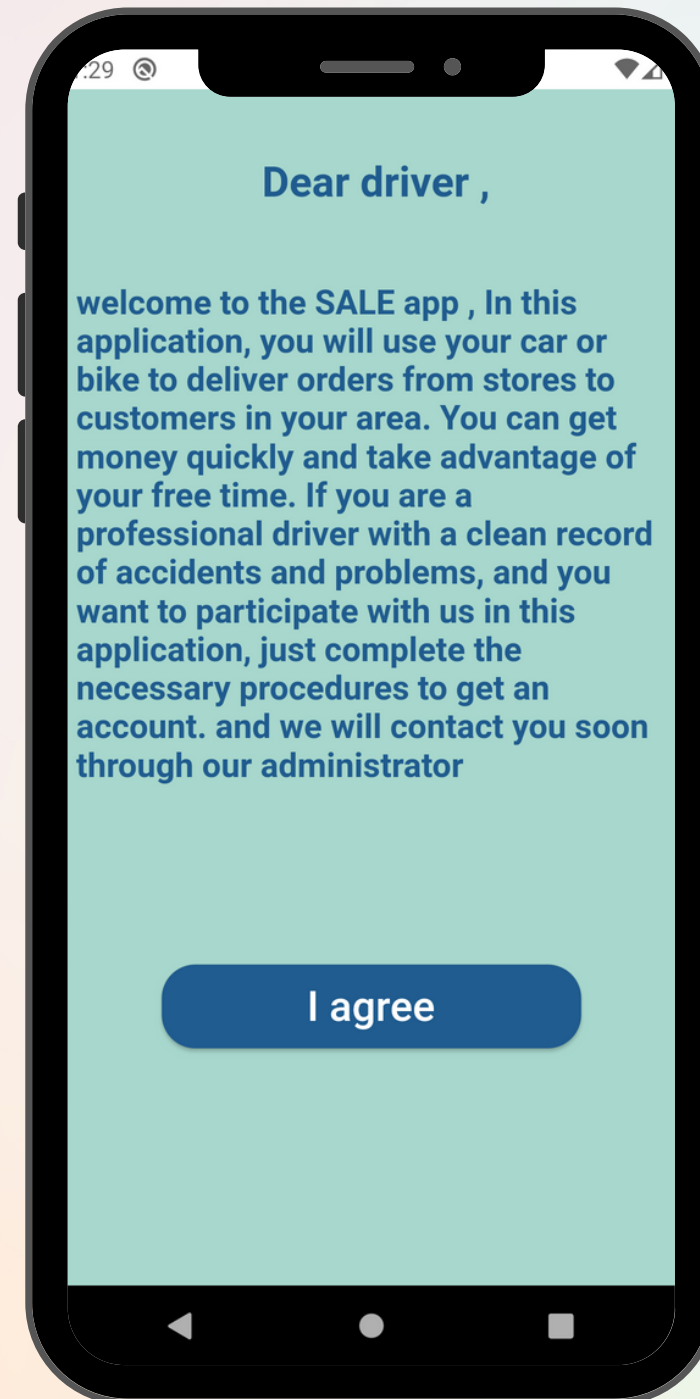 :29
Dear driver ,
welcome to the SALE app , In this
application, you will use your car or
bike to deliver orders from stores to
customers in your area. You can get
money quickly and take advantage of
your free time. If you are a
professional driver with a clean record
of accidents and problems, and you
want to participate with us in this
application, just complete the
necessary procedures to get an
account. and we will contact you soon
through our administrator
I agree